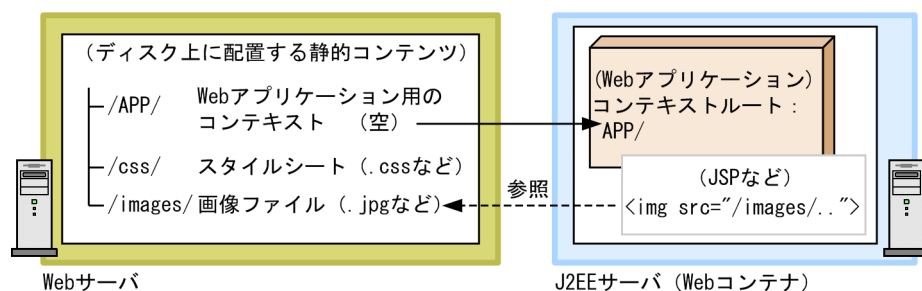 (ディスク上に配置する静的コンテンツ)
/APP/ Webアプリケーション用の
コンテキスト (空)
/css/ スタイルシート(.cssなど)
/images/ 画像ファイル(.jpgなど)
Webサーバ
参照
(Webアプリケーション)
コンテキストルート:
APP/
(JSPなど)
<img src="/images/..">
J2EEサーバ(Webコンテナ)